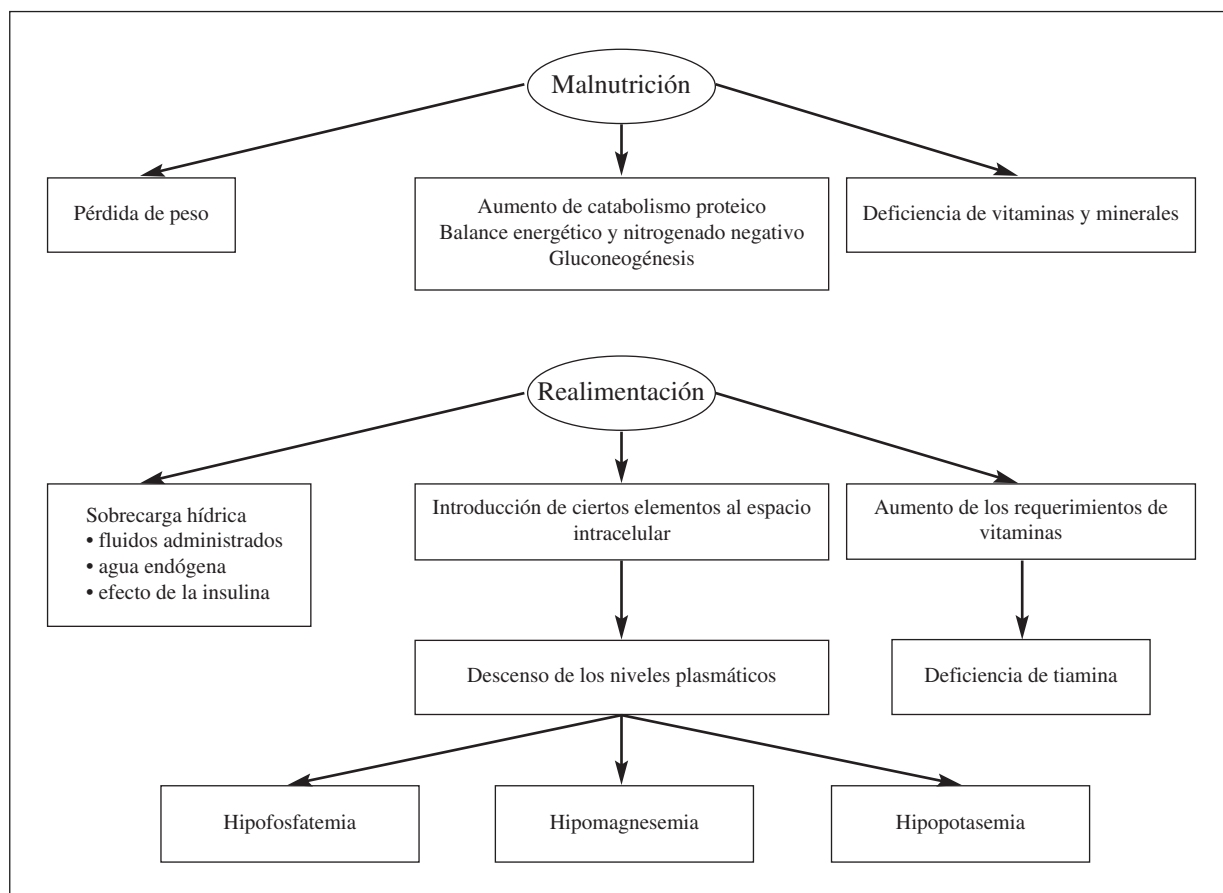 Malnutrición
Pérdida de peso
Aumento de catabolismo proteico
Balance energético y nitrogenado negativo
Gluconeogénesis
Deficiencia de vitaminas y minerales
Realimentación
Sobrecarga hídrica
• fluidos administrados
• agua endógena
• efecto de la insulina
Introducción de ciertos elementos al espacio
intracelular
Aumento de los requerimientos de
vitaminas
Descenso de los niveles plasmáticos
Deficiencia de tiamina
Hipofosfatemia
Hipomagnesemia
Hipopotasemia